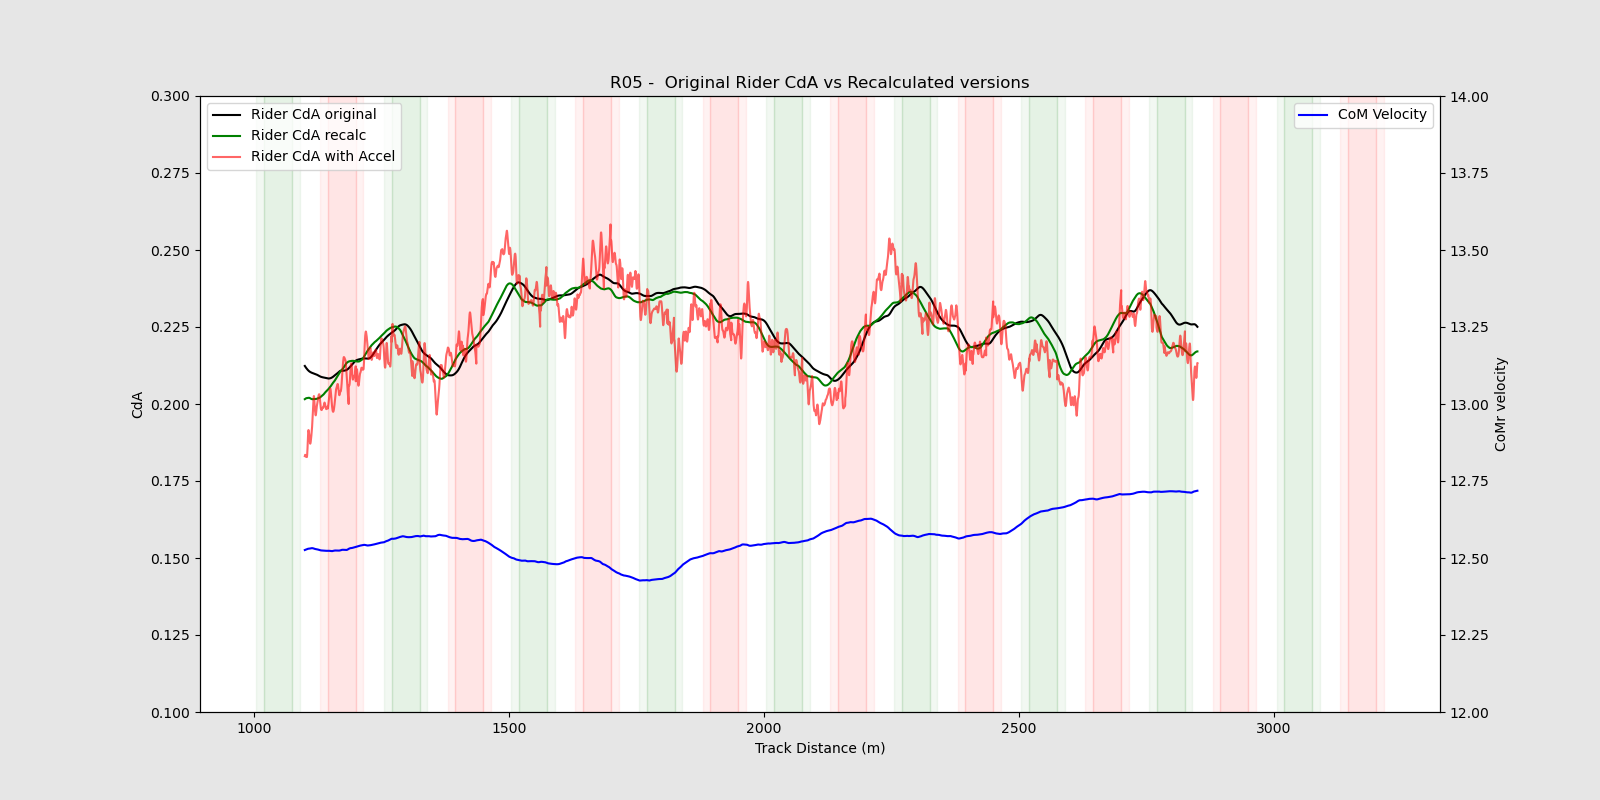 R05 -  Original Rider CdA vs Recalculated versions
Rider CdA original
Rider CdA recalc
Rider CdA with Accel
CoM Velocity
0.300
0.275
0.250
0.225
0.200
0.175
0.150
0.125
0.100
CdA
14.00
13.75
13.50
13.25
13.00
12.75
12.50
12.25
12.00
CoMr velocity
1000
1500
2000
2500
3000
Track Distance (m)